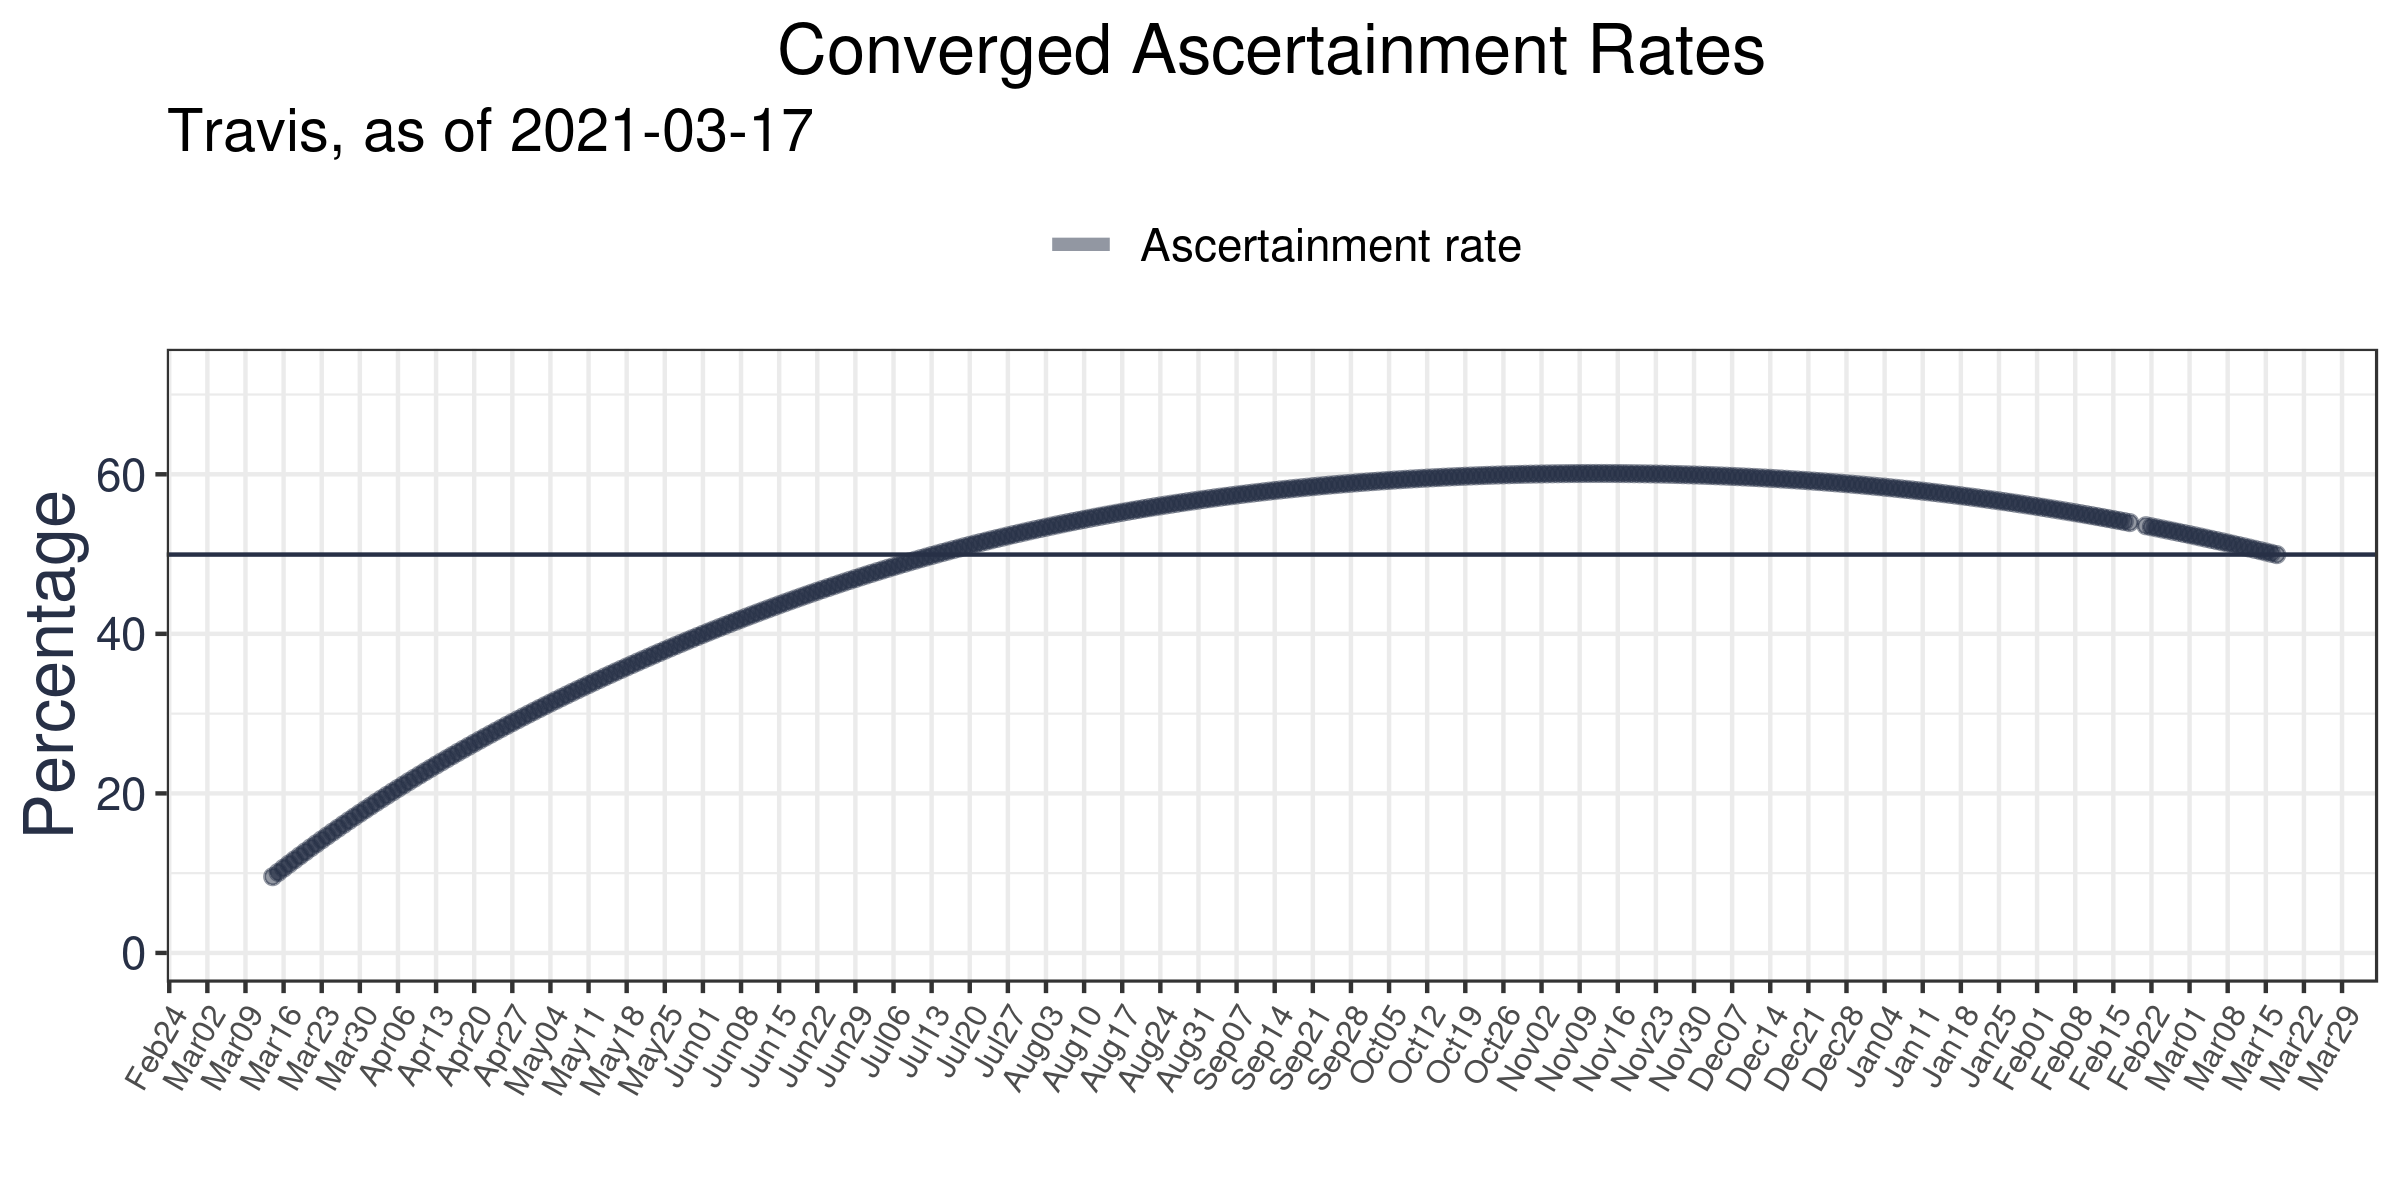 Converged Ascertainment Rates
Travis, as of 2021-03-17
Ascertainment rate
Percentage
60
40
20
0
Feb24
Mar02
Mar09
Mar16
Mar23
Mar30
Apr06
Apr13
Apr20
Apr27
May04
May11
May18
May25
Jun01
Jun08
Jun15
Jun22
Jun29
Jul06
Jul13
Jul20
Jul27
Aug03
Aug10
Aug17
Aug24
Aug31
Sep07
Sep14
Sep21
Sep28
Oct05
Oct12
Oct19
Oct26
Nov02
Nov09
Nov16
Nov23
Nov30
Dec07
Dec14
Dec21
Dec28
Jan04
Jan11
Jan18
Jan25
Feb01
Feb08
Feb15
Feb22
Mar01
Mar08
Mar15
Mar22
Mar29